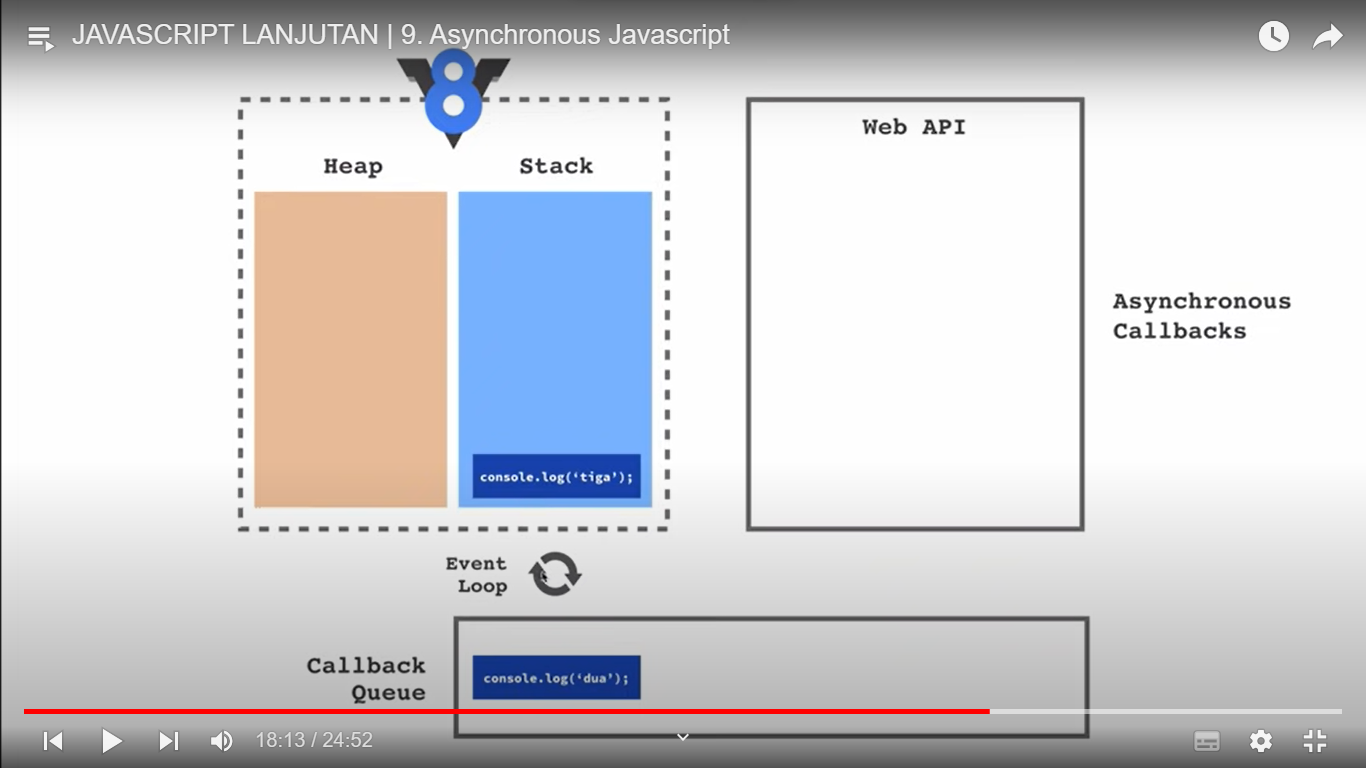 JAVASCRIPT LANJUTAN | 9. Asynchronous Javascript
8
Heap
Stack
Web API
Asynchronous
Callbacks
console.log(‘tiga’);
Event
Loop
Callback
Queue
console.log(‘dua’);
18:13 / 24:52